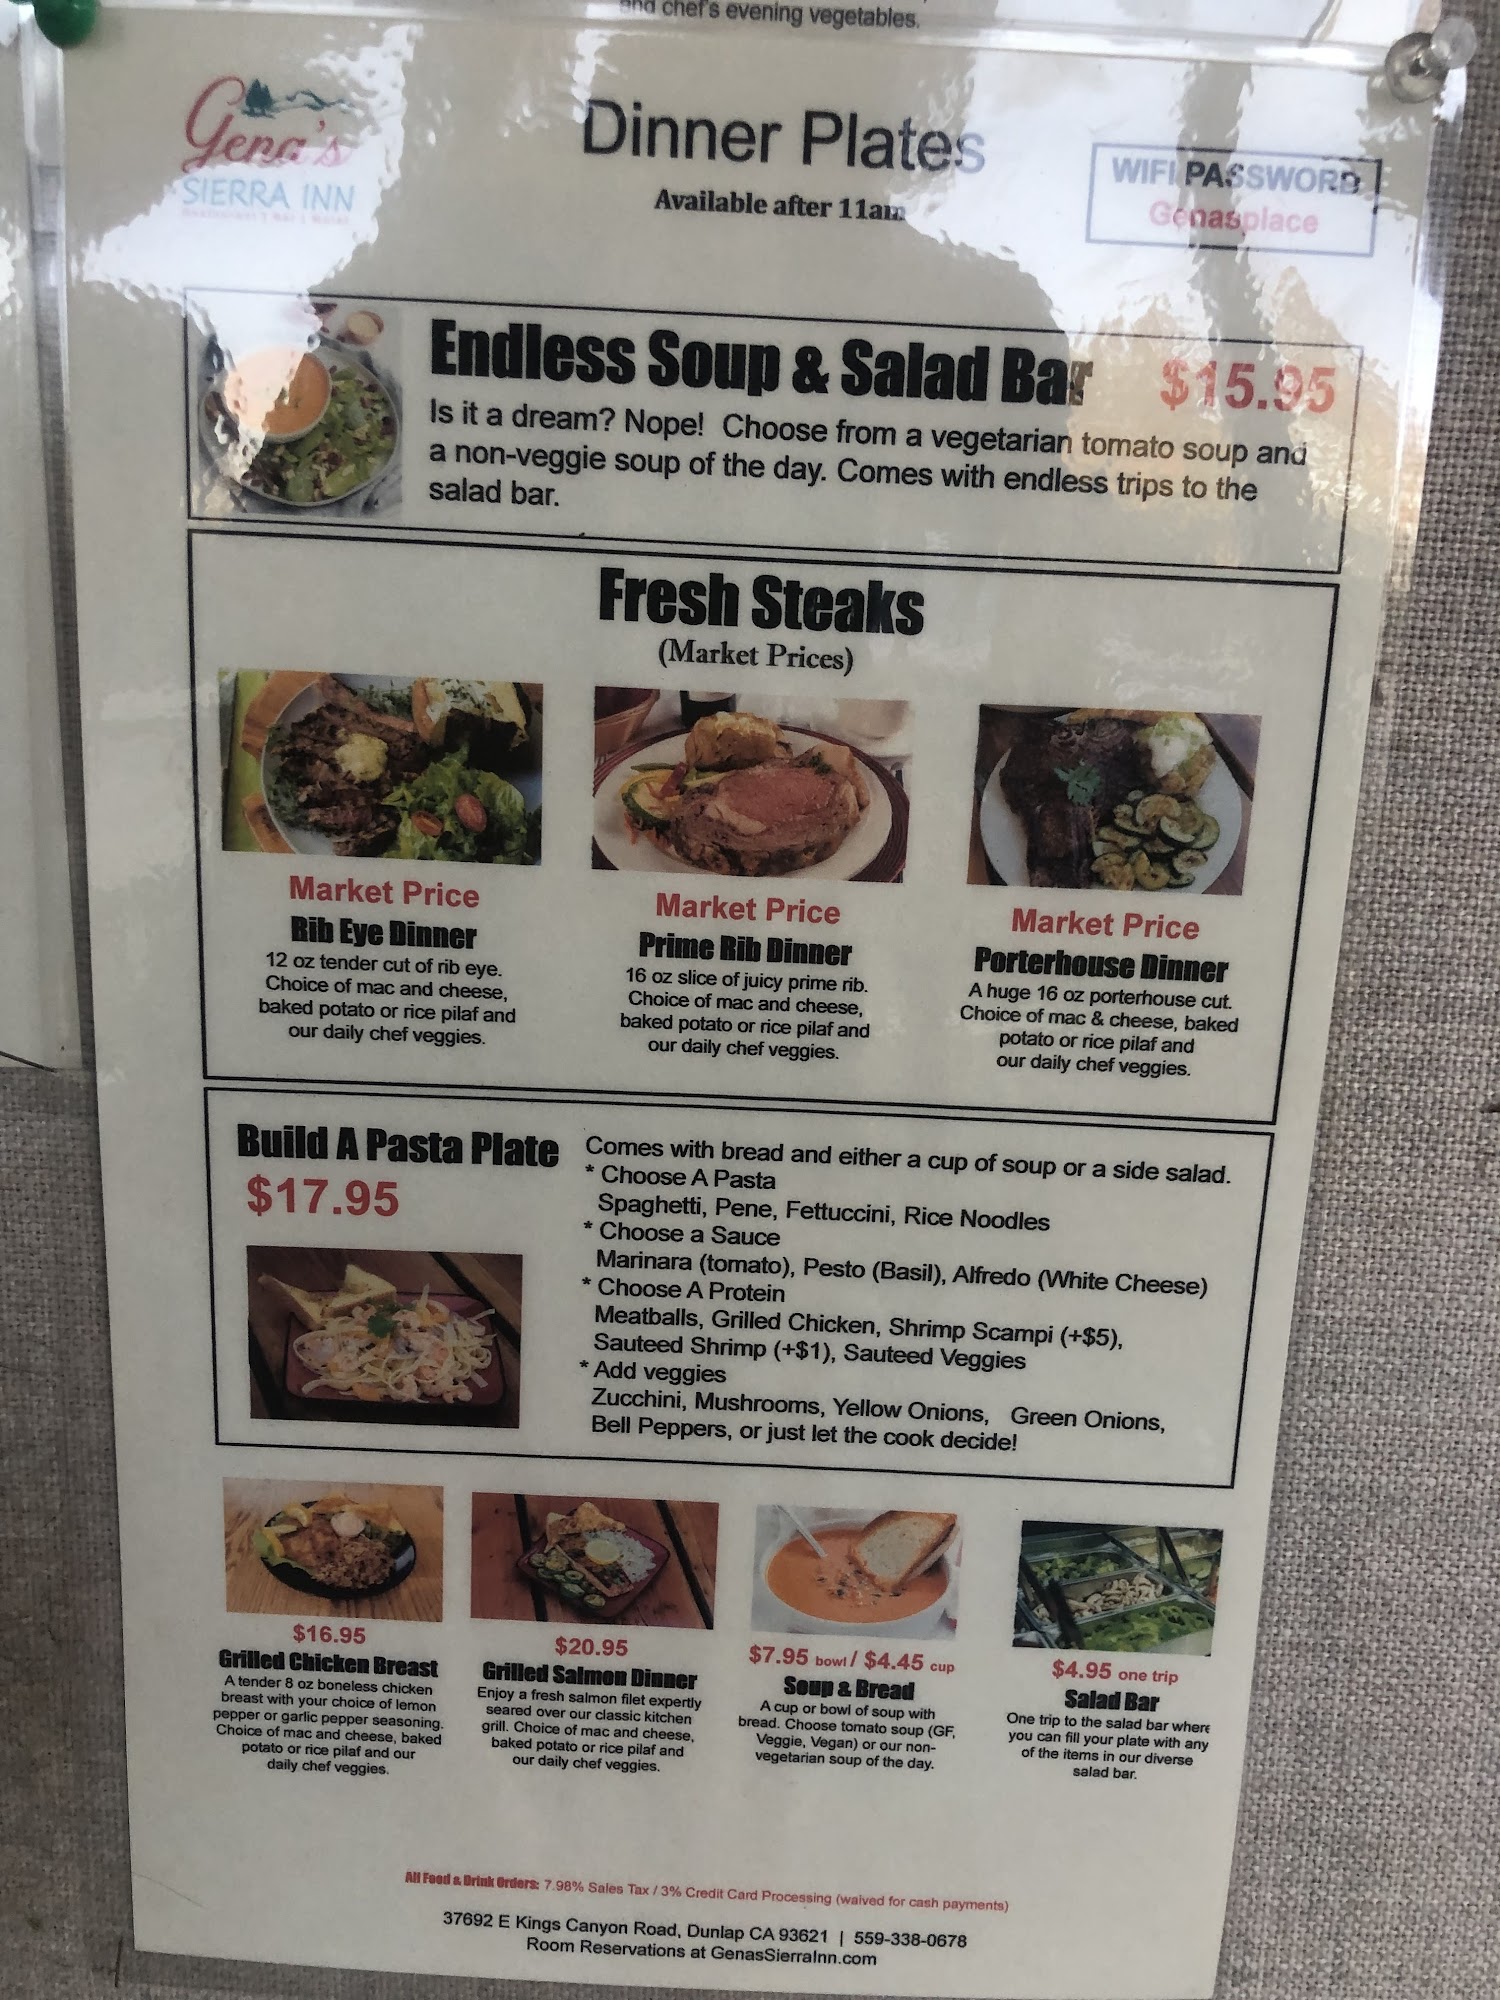 and chef's evening vegetables.
Gena's
SIERRA INN
Dinner Plates
Available after 11am
WIFI PASSWORD
Genasplace
Endless Soup & Salad Bar $15.95
Is it a dream? Nope! Choose from a vegetarian tomato soup and
a non-veggie soup of the day. Comes with endless trips to the
salad bar.
Fresh Steaks
(Market Prices)
Market Price
Rib Eye Dinner
12 oz tender cut of rib eye.
Choice of mac and cheese,
baked potato or rice pilaf and
our daily chef veggies.
Market Price
Prime Rib Dinner
16 oz slice of juicy prime rib.
Choice of mac and cheese,
baked potato or rice pilaf and
our daily chef veggies.
Market Price
Porterhouse Dinner
A huge 16 oz porterhouse cut.
Choice of mac & cheese, baked
potato or rice pilaf and
our daily chef veggies.
Build A Pasta Plate
$17.95
Comes with bread and either a cup of soup or a side salad.
* Choose A Pasta
Spaghetti, Pene, Fettuccini, Rice Noodles
* Choose a Sauce
Marinara (tomato), Pesto (Basil), Alfredo (White Cheese)
* Choose A Protein
Meatballs, Grilled Chicken, Shrimp Scampi (+$5),
Sauteed Shrimp (+$1), Sauteed Veggies
* Add veggies
Zucchini, Mushrooms, Yellow Onions, Green Onions,
Bell Peppers, or just let the cook decide!
$16.95
Grilled Chicken Breast
A tender 8 oz boneless chicken
breast with your choice of lemon
pepper or garlic pepper seasoning.
Choice of mac and cheese, baked
potato or rice pilaf and our
daily chef veggies.
$20.95
Grilled Salmon Dinner
Enjoy a fresh salmon filet expertly
seared over our classic kitchen
grill. Choice of mac and cheese,
baked potato or rice pilaf and
our daily chef veggies.
$7.95 bowl / $4.45 cup
Soup & Bread
A cup or bowl of soup with
bread. Choose tomato soup (GF,
Veggie, Vegan) or our non-
vegetarian soup of the day.
$4.95 one trip
Salad Bar
One trip to the salad bar where
you can fill your plate with any
of the items in our diverse
salad bar.
All Food & Drink Orders: 7.98% Sales Tax / 3% Credit Card Processing (waived for cash payments)
37692 E Kings Canyon Road, Dunlap CA 93621 | 559-338-0678
Room Reservations at GenasSierraInn.com